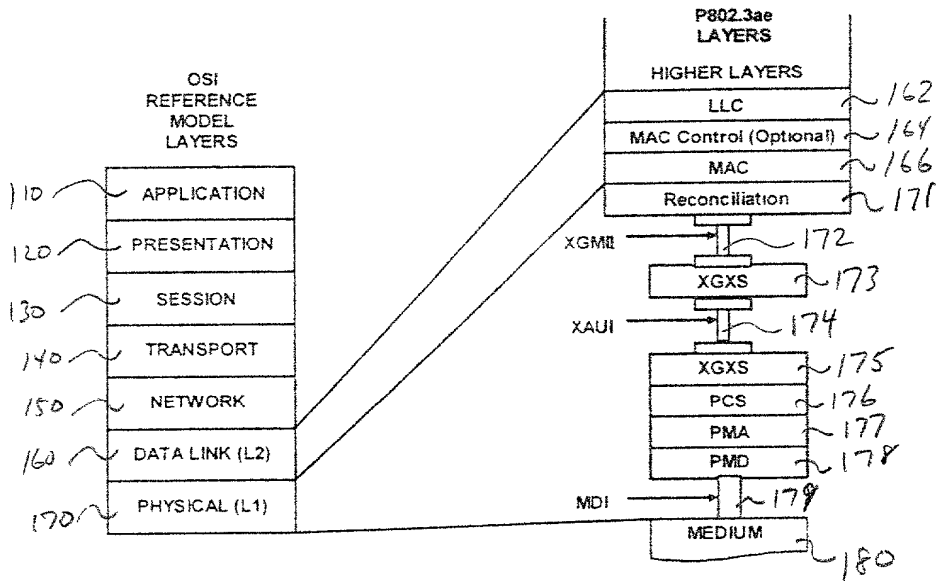 OSI
REFERENCE
MODEL
LAYERS
110 APPLICATION
120 PRESENTATION
130 SESSION
140 TRANSPORT
150 NETWORK
160 DATA LINK (L2)
170 PHYSICAL (L1)
P802.3ae
LAYERS
HIGHER LAYERS
LLC 162
MAC Control (Optional) 164
MAC 166
Reconciliation 171
XGMII 172
XGXS 173
XAUI 174
XGXS 175
PCS 176
PMA 177
PMD 178
MDI 179
MEDIUM 180